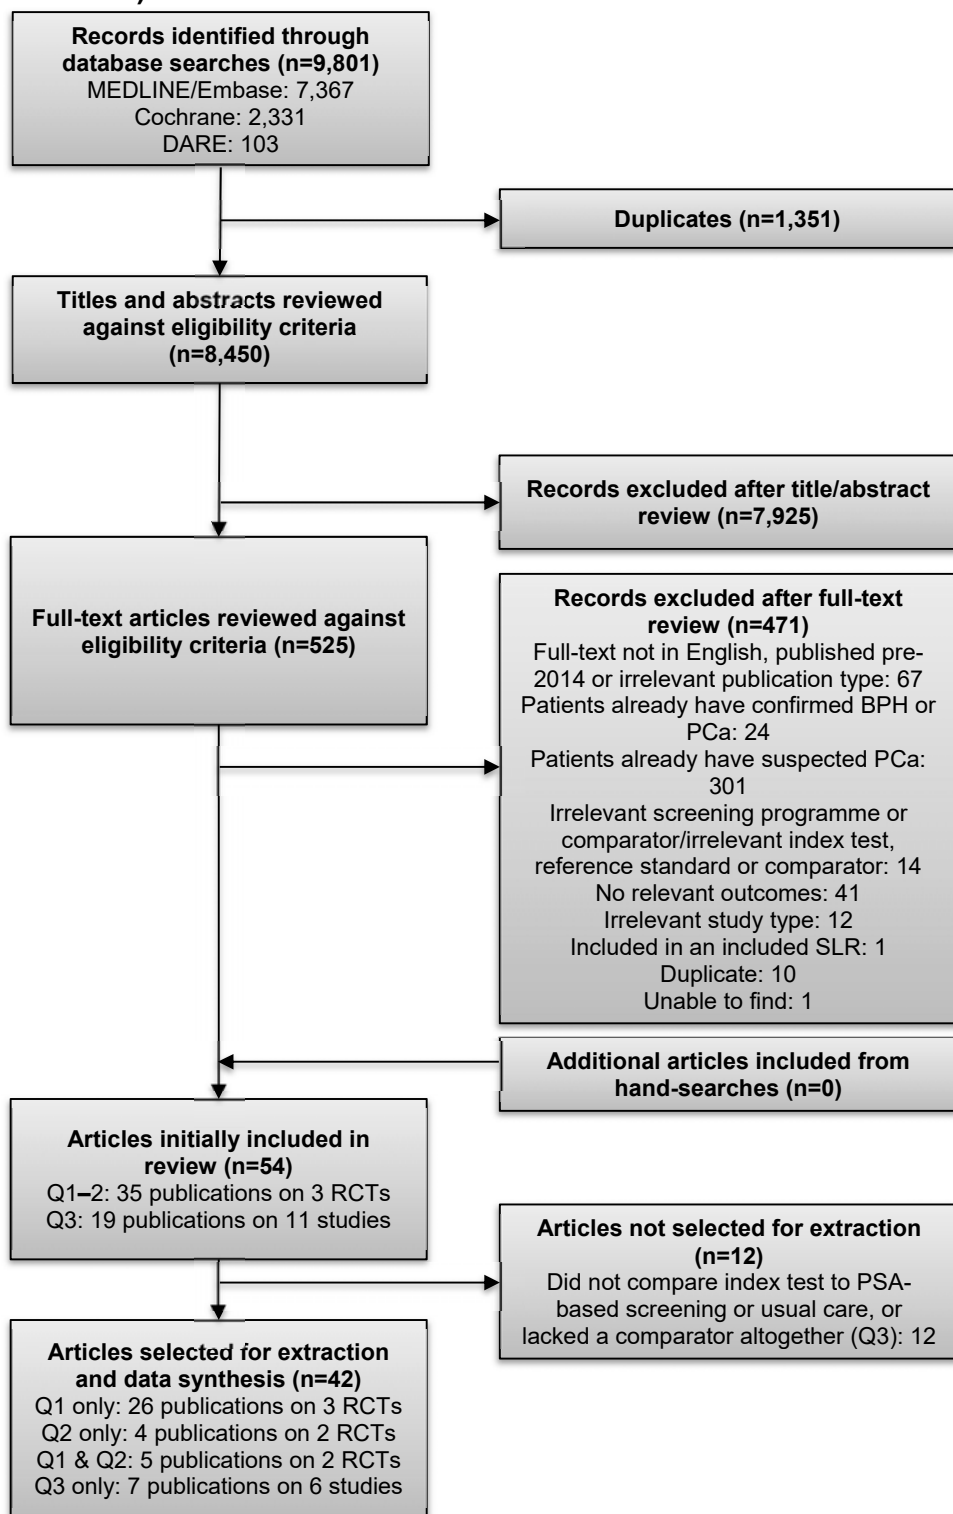 Records identified through
database searches (n=9,801)
MEDLINE/Embase: 7,367
Cochrane: 2,331
DARE: 103
Duplicates (n=1,351)
Titles and abstracts reviewed
against eligibility criteria
(n=8,450)
Records excluded after title/abstract
review (n=7,925)
Full-text articles reviewed against
eligibility criteria (n=525)
Records excluded after full-text
review (n=471)
Full-text not in English, published pre-
2014 or irrelevant publication type: 67
Patients already have confirmed BPH or
PCa: 24
Patients already have suspected PCa:
301
Irrelevant screening programme or
comparator/irrelevant index test,
reference standard or comparator: 14
No relevant outcomes: 41
Irrelevant study type: 12
Included in an included SLR: 1
Duplicate: 10
Unable to find: 1
Additional articles included from
hand-searches (n=0)
Articles initially included in
review (n=54)
Q1–2: 35 publications on 3 RCTs
Q3: 19 publications on 11 studies
Articles not selected for extraction
(n=12)
Did not compare index test to PSA-
based screening or usual care, or
lacked a comparator altogether (Q3): 12
Articles selected for extraction
and data synthesis (n=42)
Q1 only: 26 publications on 3 RCTs
Q2 only: 4 publications on 2 RCTs
Q1 & Q2: 5 publications on 2 RCTs
Q3 only: 7 publications on 6 studies